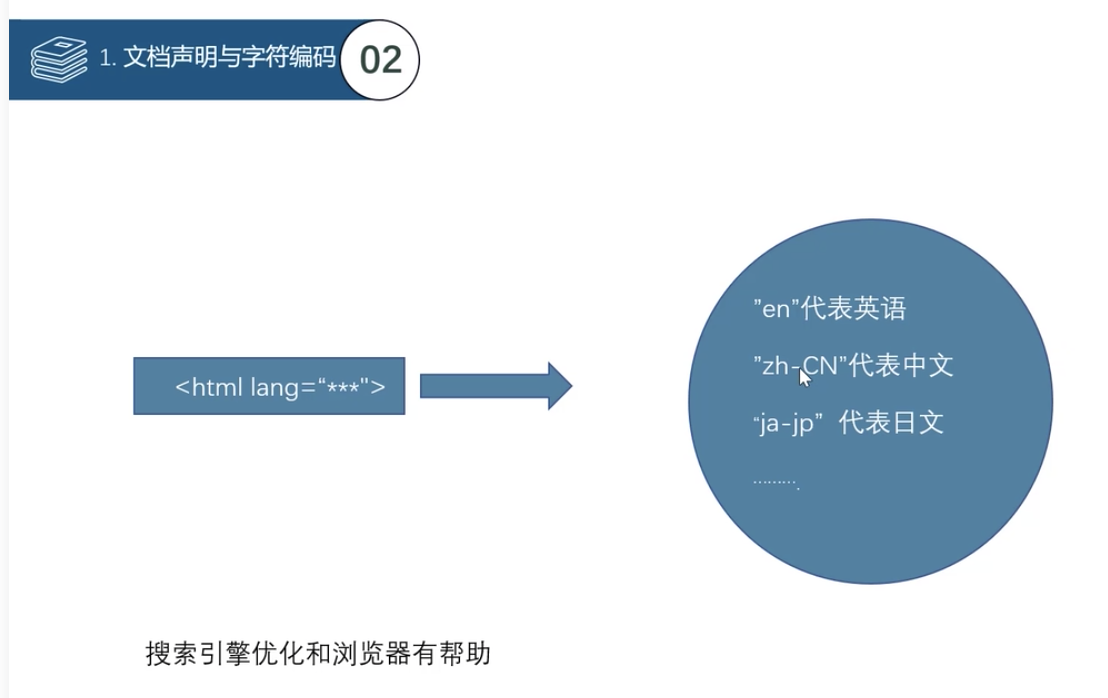 1. 文档声明与字符编码
02
<html lang=“***">
”en”代表英语
”zh-CN”代表中文
“ja-jp” 代表日文
……….
搜索引擎优化和浏览器有帮助